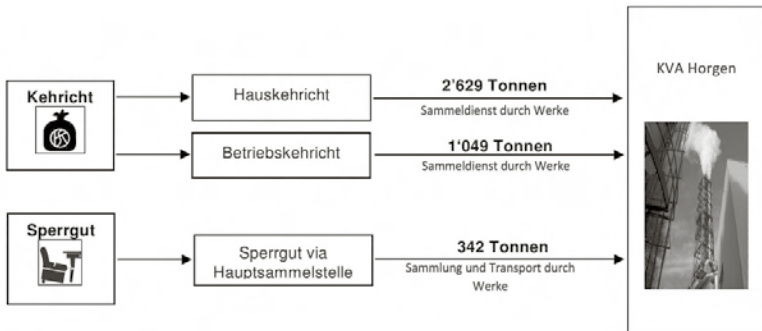 Kehricht
Hauskehricht
2’629 Tonnen
Sammeldienst durch Werke
Betriebskehricht
1‘049 Tonnen
Sammeldienst durch Werke
Sperrgut
Sperrgut via
Hauptsammelstelle
342 Tonnen
Sammlung und Transport durch
Werke
KVA Horgen